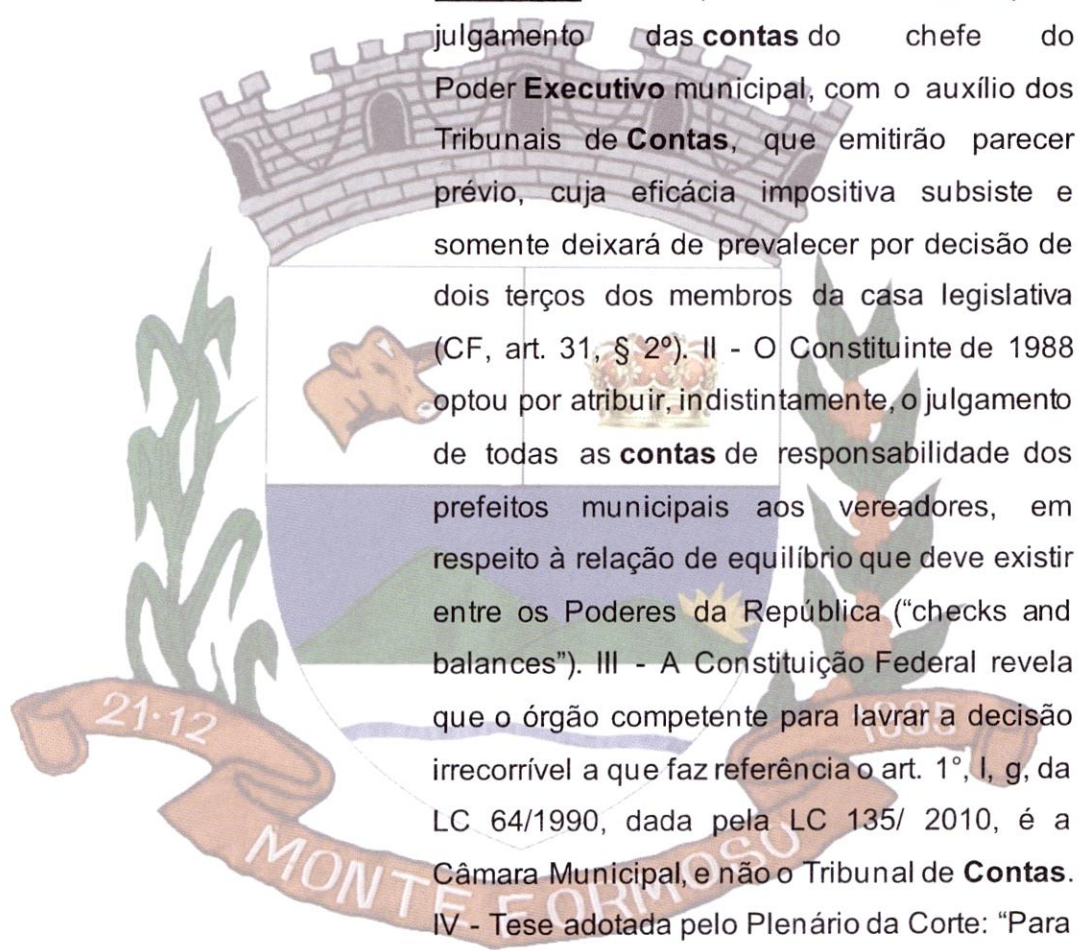 julgamento das contas do chefe do
Poder Executivo municipal, com o auxílio dos
Tribunais de Contas, que emitirão parecer
prévio, cuja eficácia impositiva subsiste e
somente deixará de prevalecer por decisão de
dois terços dos membros da casa legislativa
(CF, art. 31, § 2º). II - O Constituinte de 1988
optou por atribuir, indistintamente, o julgamento
de todas as contas de responsabilidade dos
prefeitos municipais aos vereadores, em
respeito à relação de equilíbrio que deve existir
entre os Poderes da República (“checks and
balances”). III - A Constituição Federal revela
que o órgão competente para lavrar a decisão
irrecorrível a que faz referência o art. 1°, I, g, da
LC 64/1990, dada pela LC 135/ 2010, é a
Câmara Municipal, e não o Tribunal de Contas.
IV - Tese adotada pelo Plenário da Corte: “Para
21·12
MONTE FORMOSO